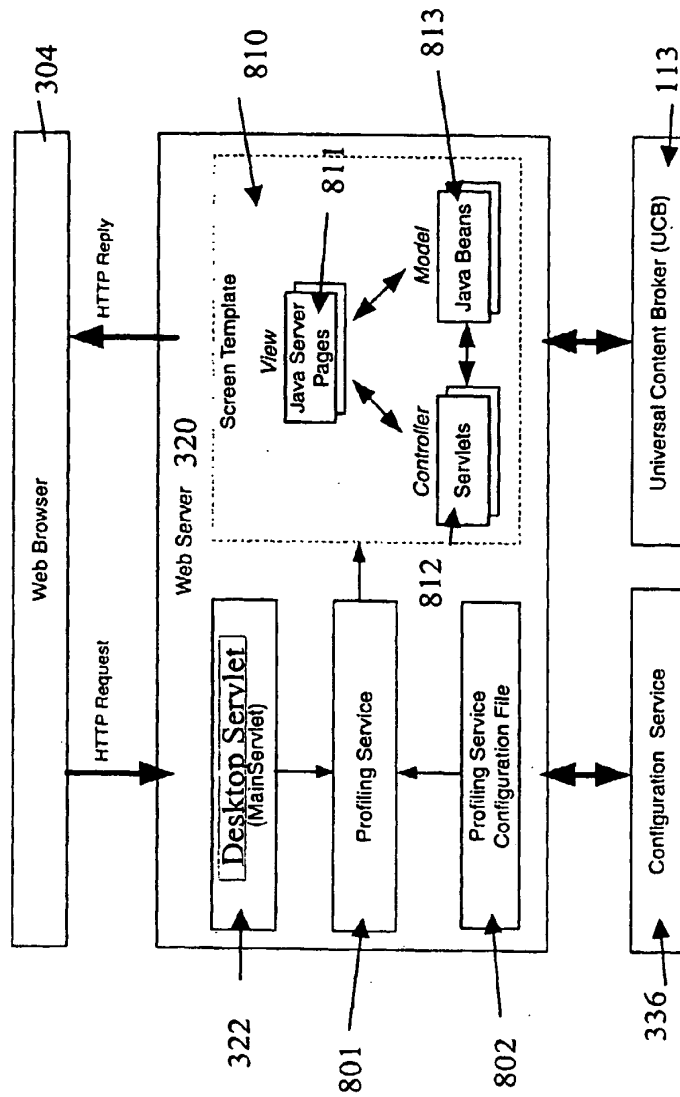 Web Browser
304
HTTP Request
HTTP Reply
Web Server 320
322
Desktop Servlet
(MainServlet)
801
Profiling Service
802
Profiling Service
Configuration File
Screen Template
810
View
Java Server
Pages
811
Controller
Servlets
812
Model
Java Beans
813
336
Configuration Service
Universal Content Broker (UCB)
113